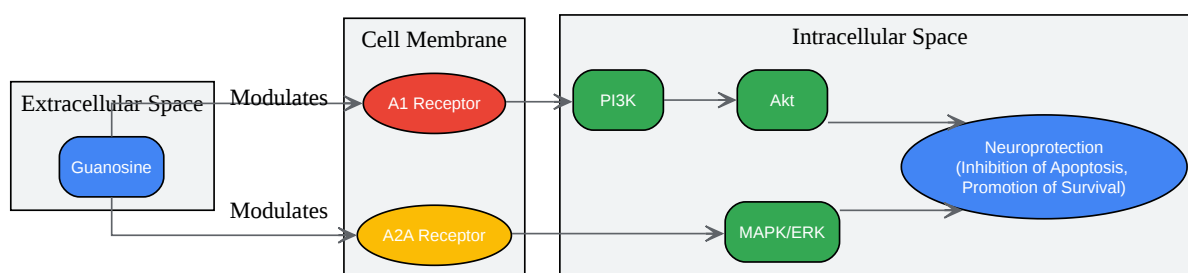 Cell Membrane
Intracellular Space
Extracellular Space
Modulates
A1 Receptor
PI3K
Akt
Guanosine
Neuroprotection
(Inhibition of Apoptosis,
Promotion of Survival)
Modulates
A2A Receptor
MAPK/ERK